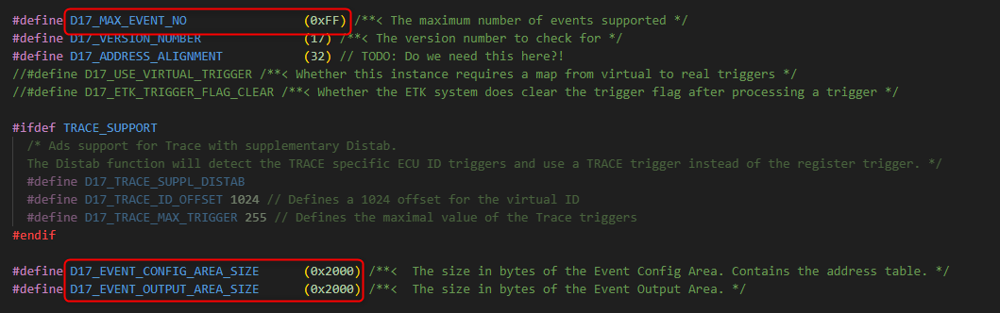 #define D17_MAX_EVENT_NO (0xFF) /**< The maximum number of events supported */
#define D17_VERSION_NUMBER (17) /**< The version number to check for */
#define D17_ADDRESS_ALIGNMENT (32) // TODO: Do we need this here?!
//#define D17_USE_VIRTUAL_TRIGGER /**< Whether this instance requires a map from virtual to real triggers */
//#define D17_ETK_TRIGGER_FLAG_CLEAR /**< Whether the ETK system does clear the trigger flag after processing a trigger */
#ifdef TRACE_SUPPORT
/* Ads support for Trace with supplementary Distab.
The Distab function will detect the TRACE specific ECU ID triggers and use a TRACE trigger instead of the register trigger. */
#define D17_TRACE_SUPPL_DISTAB
#define D17_TRACE_ID_OFFSET 1024 // Defines a 1024 offset for the virtual ID
#define D17_TRACE_MAX_TRIGGER 255 // Defines the maximal value of the Trace triggers
#endif
#define D17_EVENT_CONFIG_AREA_SIZE (0x2000) /**< The size in bytes of the Event Config Area. Contains the address table. */
#define D17_EVENT_OUTPUT_AREA_SIZE (0x2000) /**< The size in bytes of the Event Output Area. */